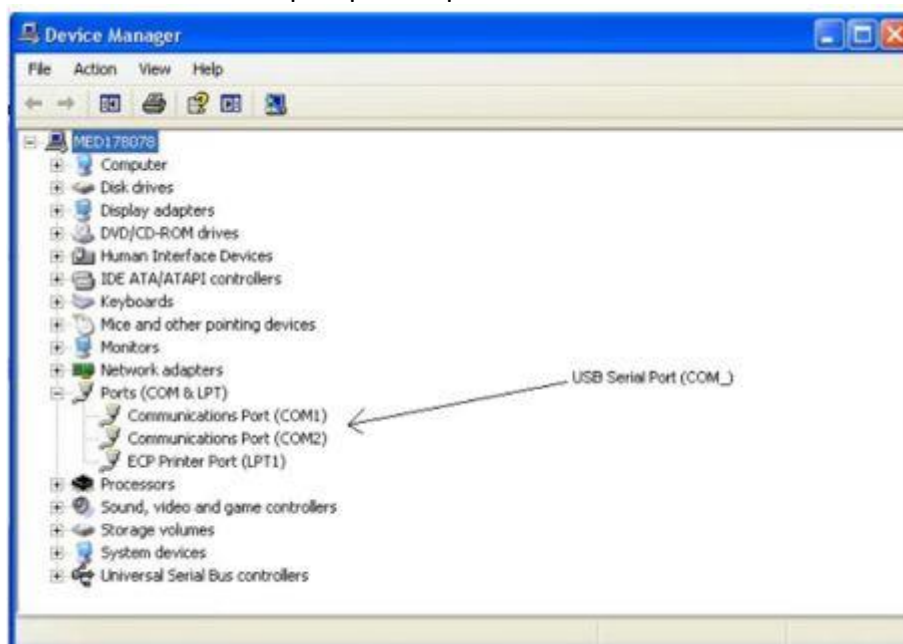 Device Manager
File Action View Help
MED178078
Computer
Disk drives
Display adapters
DVD/CD-ROM drives
Human Interface Devices
IDE ATA/ATAPI controllers
Keyboards
Mice and other pointing devices
Monitors
Network adapters
Ports (COM & LPT)
USB Serial Port (COM_)
Communications Port (COM1)
Communications Port (COM2)
ECP Printer Port (LPT1)
Processors
Sound, video and game controllers
Storage volumes
System devices
Universal Serial Bus controllers